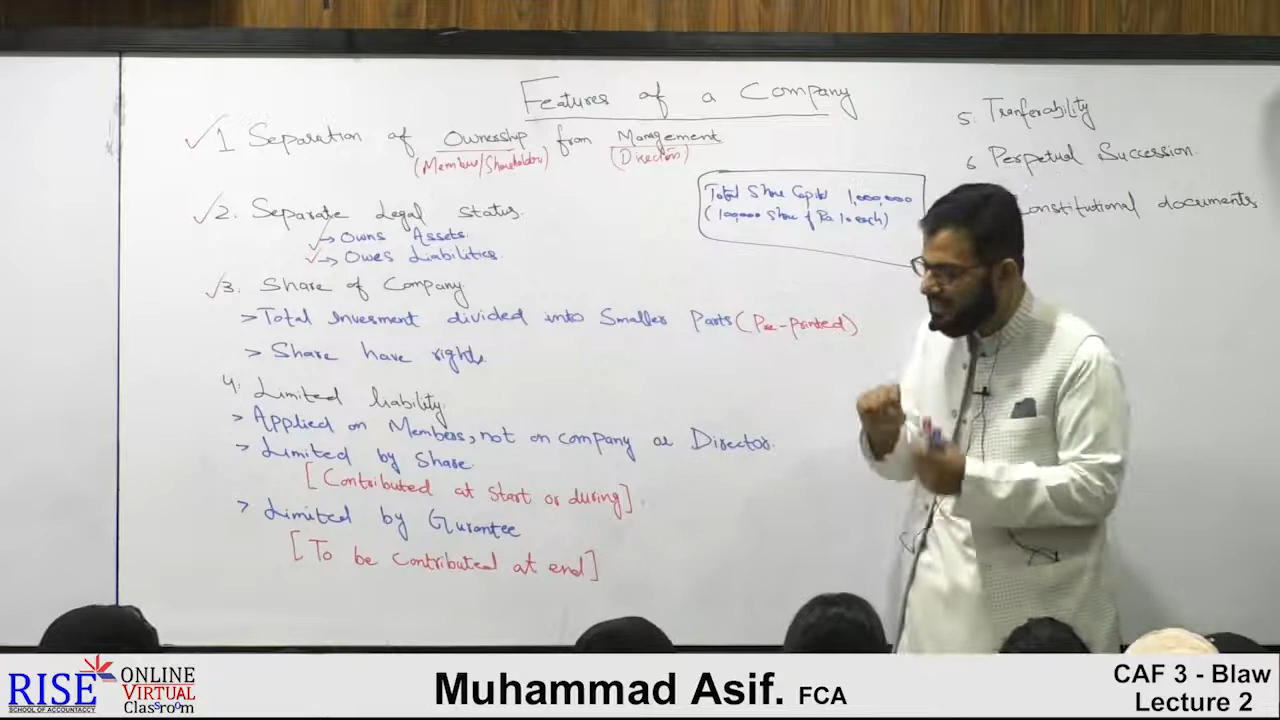 Features of a Company
✓1 Separation of Ownership from Management
(Members/Shareholders) (Directors)
✓2. Separate Legal Status.
✓→ Owns Assets.
✓→ Owes Liabilities.
✓3. Share of Company
> Total Invesment divided into Smaller Parts (Pre-printed)
> Share have rights.
4. Limited liability
> Applied on Members, not on company or Director.
> Limited by Share.
[Contributed at start or during]
> Limited by Gurantee
[To be contributed at end]
Total Share Capital 1,000,000
(100,000 Share of Rs 10 each)
5. Tranferability
6 Perpetual Succession.
Constitutional documents
RISE
SCHOOL OF ACCOUNTANCY
ONLINE
VIRTUAL
Classroom
Muhammad Asif. FCA
CAF 3 - Blaw
Lecture 2